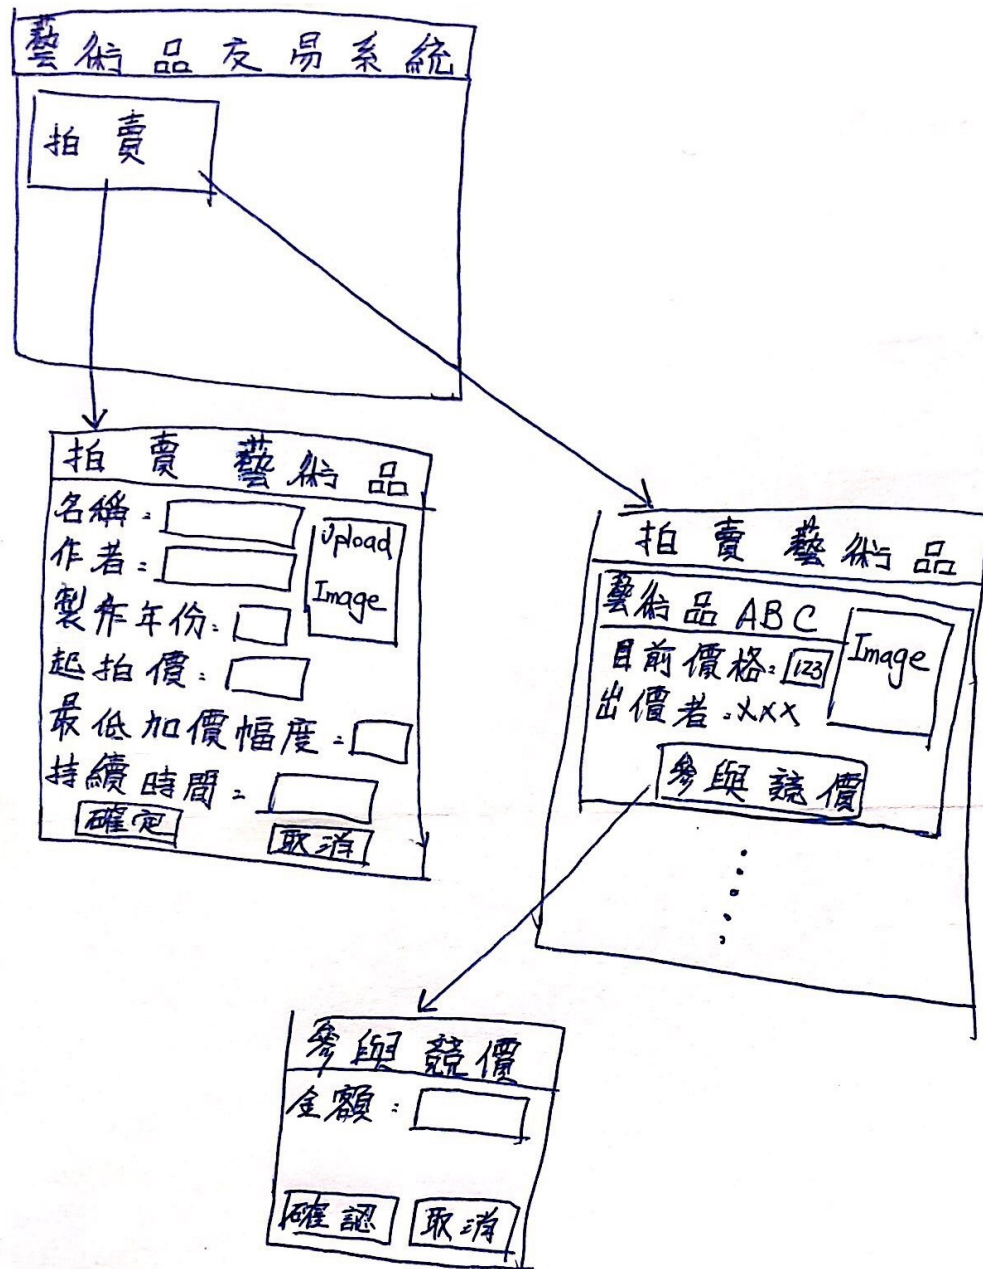 藝術品交易系統
拍賣
拍賣藝術品
名稱:
作者:
Upload
Image
製作年份:
起拍價:
最低加價幅度:
持續時間:
確定
取消
拍賣藝術品
藝術品ABC
Image
目前價格:123
出價者:xxx
參與競價
參與競價
金額:
確認
取消